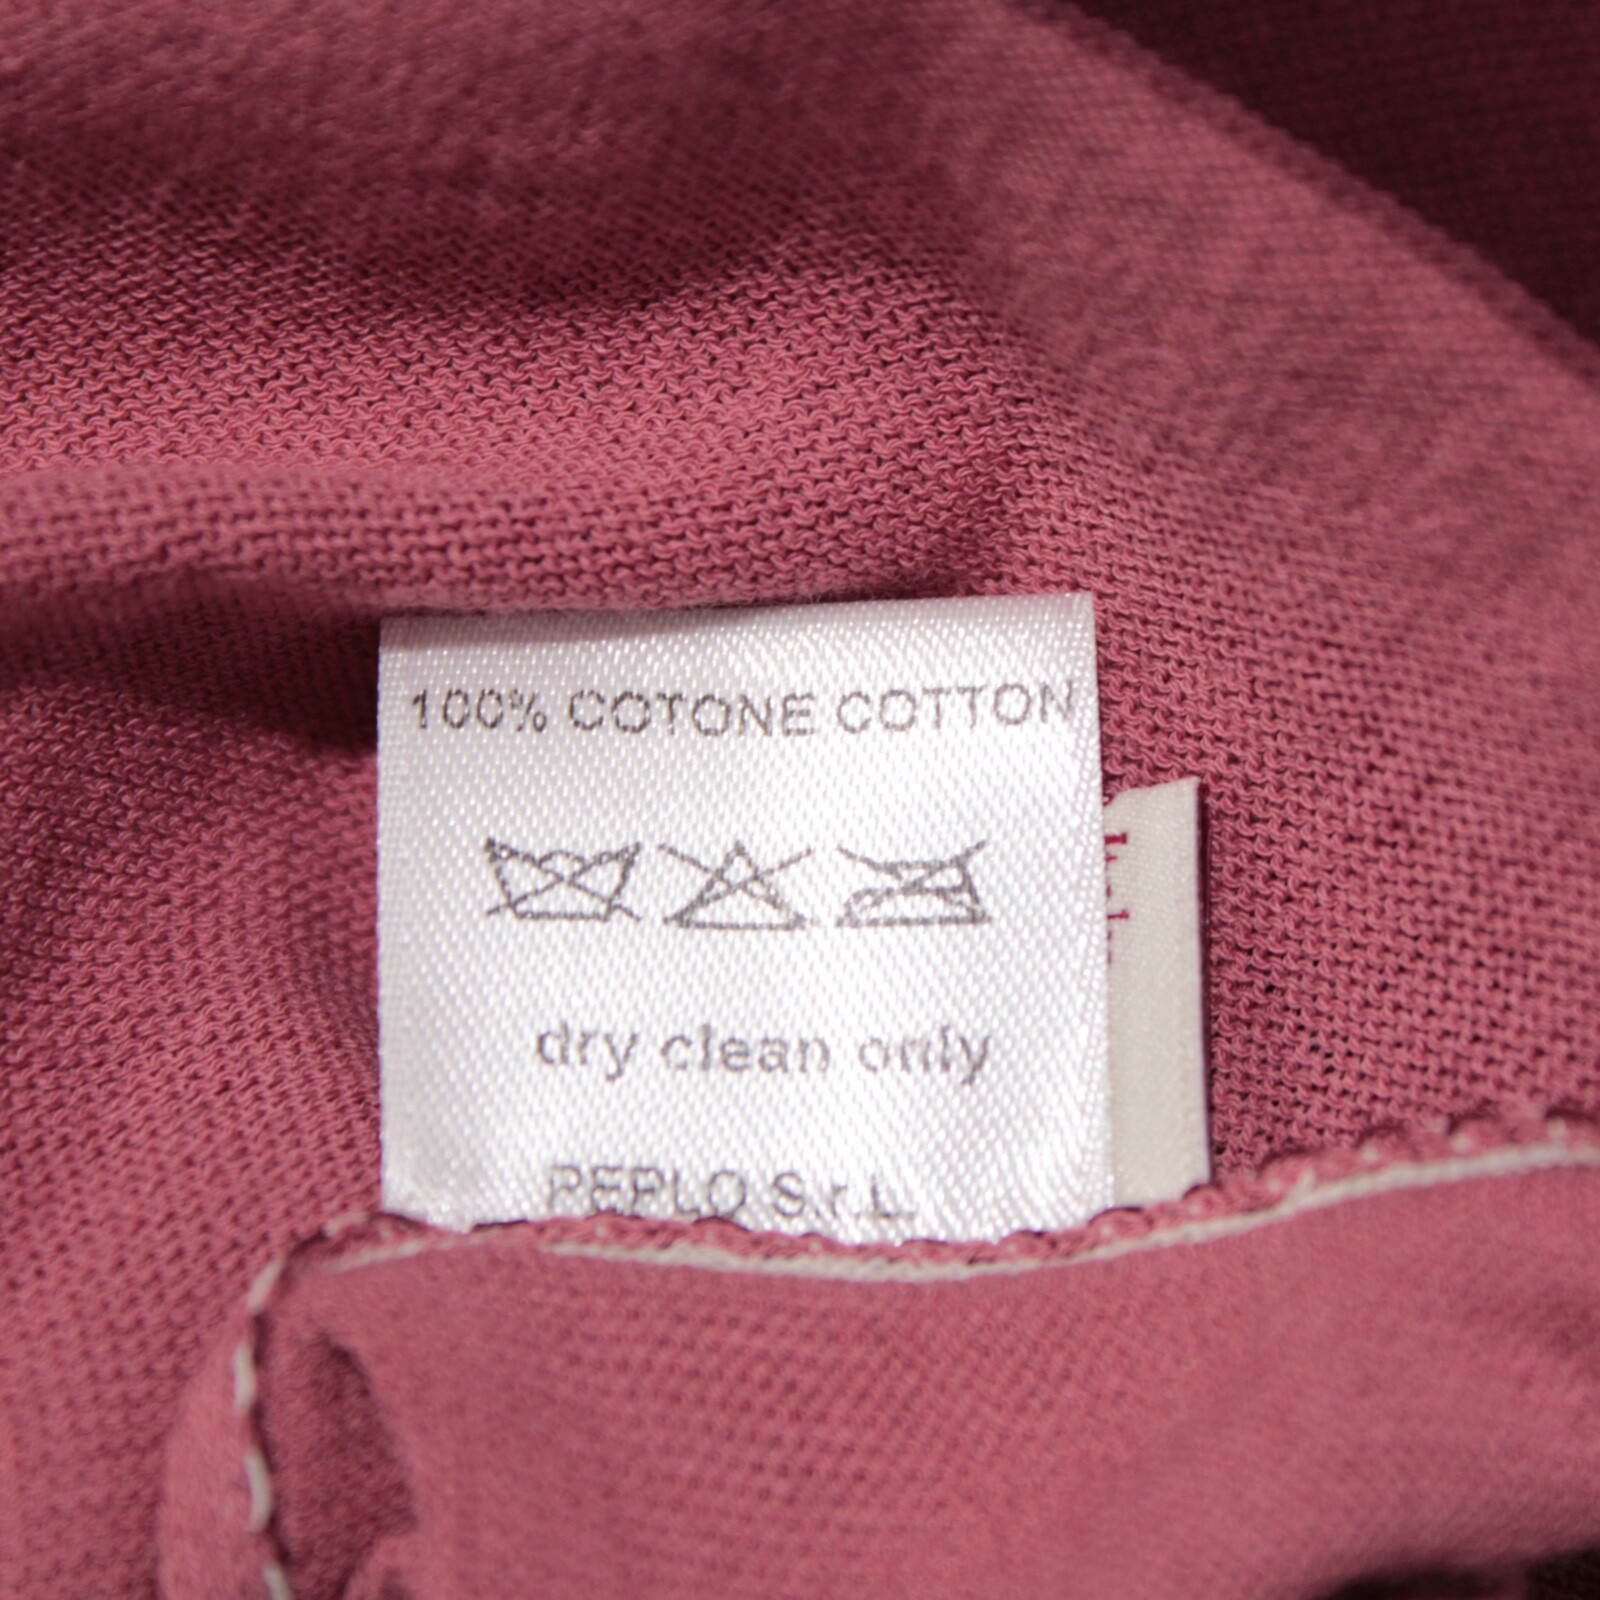 100% COTONE COTTON
dry clean only
PEPLO S.r.L.